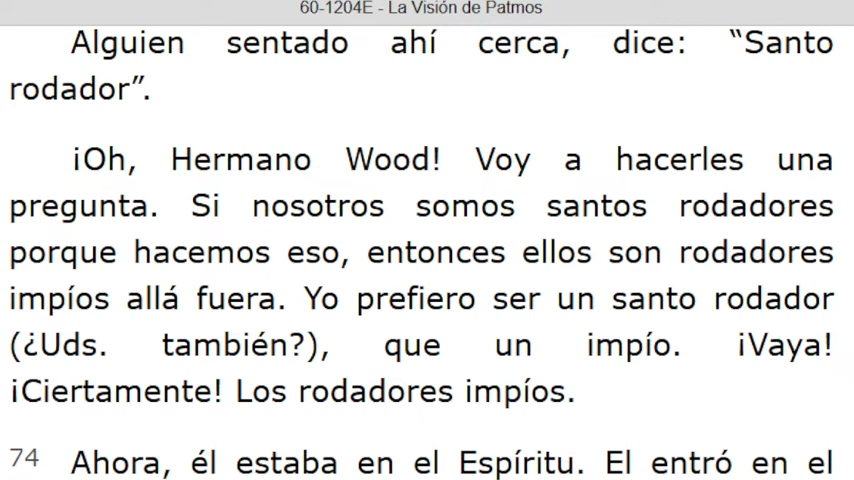 60-1204E - La Visión de Patmos
Alguien sentado ahí cerca, dice: “Santo
rodador”.
¡Oh, Hermano Wood! Voy a hacerles una
pregunta. Si nosotros somos santos rodadores
porque hacemos eso, entonces ellos son rodadores
impíos allá fuera. Yo prefiero ser un santo rodador
(¿Uds. también?), que un impío. ¡Vaya!
¡Ciertamente! Los rodadores impíos.
74 Ahora, él estaba en el Espíritu. El entró en el